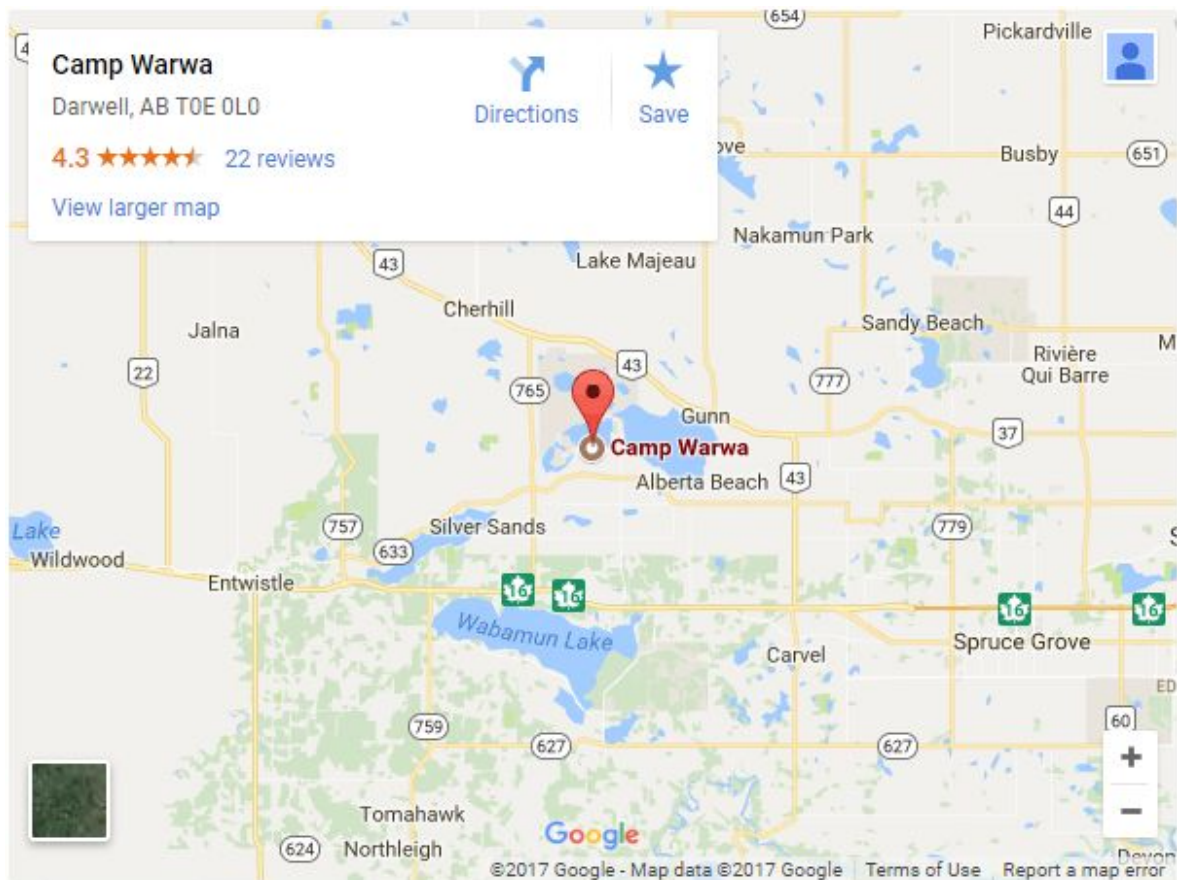 654
Pickardville
Camp Warwa
Darwell, AB T0E 0L0
Directions
Save
4.3
22 reviews
View larger map
Busby
651
44
Nakamun Park
Lake Majeau
43
Cherhill
Jalna
Sandy Beach
Rivière
Qui Barre
M
22
765
43
777
Gunn
37
Camp Warwa
Alberta Beach
43
757
Silver Sands
779
Lake
633
Wildwood
Entwistle
16
16
16
16
Wabamun Lake
Carvel
Spruce Grove
ED
759
627
627
60
+
−
Tomahawk
Google
624
Northleigh
Devon
©2017 Google - Map data ©2017 Google
Terms of Use
Report a map error